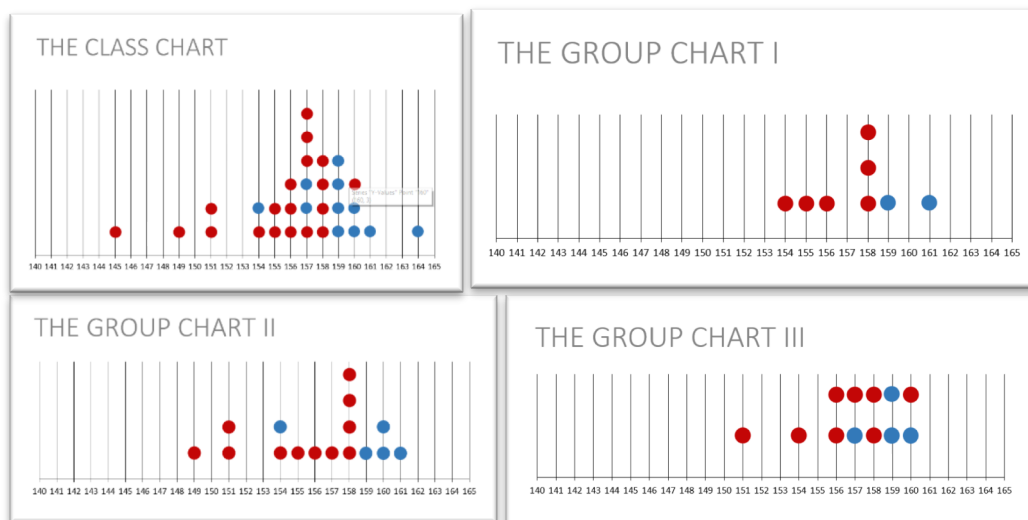 THE CLASS CHART
140 141 142 143 144 145 146 147 148 149 150 151 152 153 154 155 156 157 158 159 160 161 162 163 164 165
THE GROUP CHART I
140 141 142 143 144 145 146 147 148 149 150 151 152 153 154 155 156 157 158 159 160 161 162 163 164 165
THE GROUP CHART II
140 141 142 143 144 145 146 147 148 149 150 151 152 153 154 155 156 157 158 159 160 161 162 163 164 165
THE GROUP CHART III
140 141 142 143 144 145 146 147 148 149 150 151 152 153 154 155 156 157 158 159 160 161 162 163 164 165